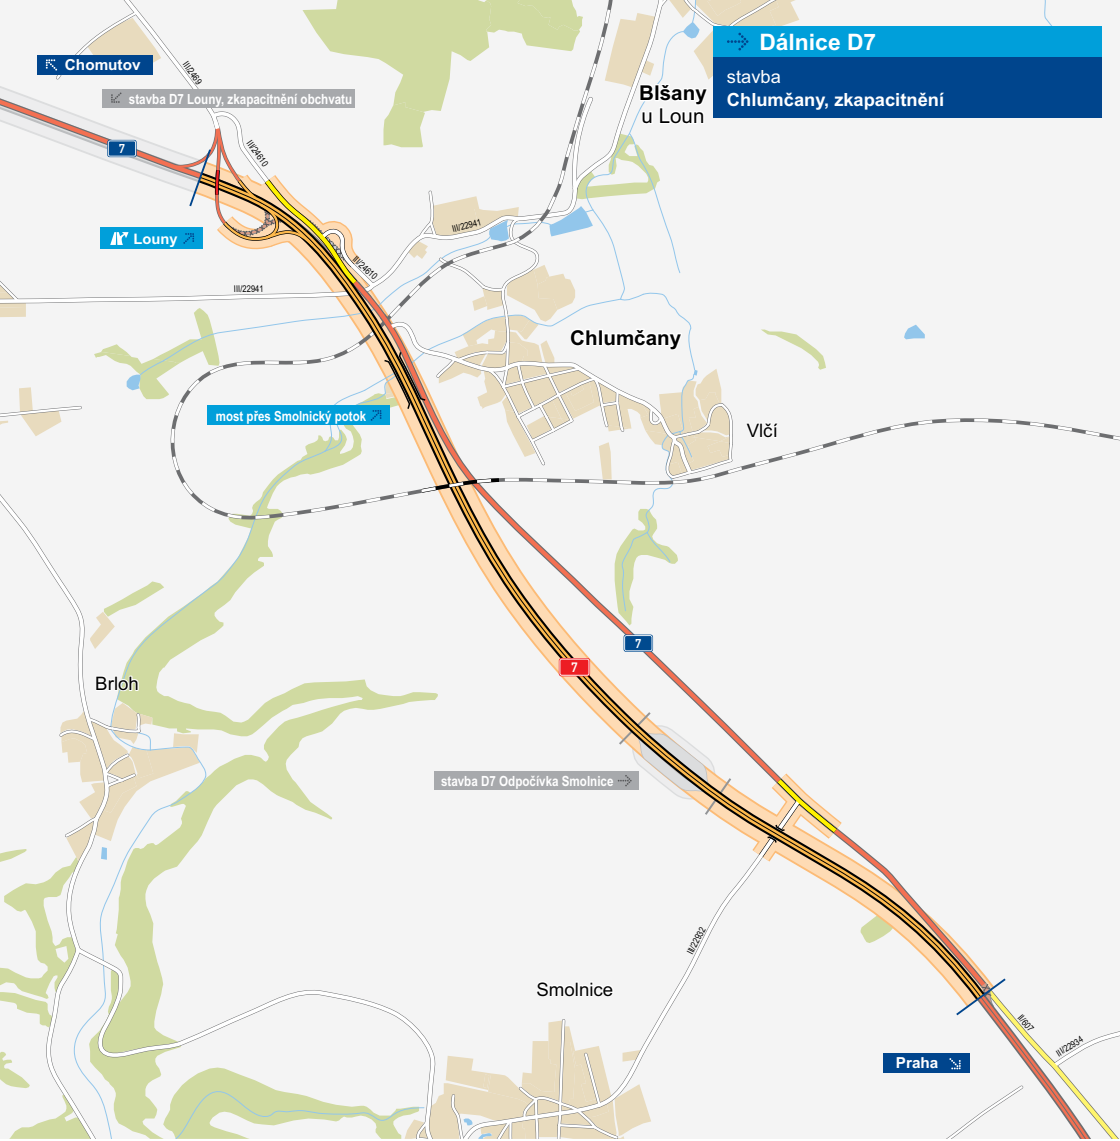 Dálnice D7
stavba
Chlumčany, zkapacitnění
Chomutov
III/2469
stavba D7 Louny, zkapacitnění obchvatu
Blšany
u Loun
7
III/24610
Louny
III/22941
III/24610
III/22941
Chlumčany
most přes Smolnický potok
Vlčí
7
7
Brloh
stavba D7 Odpočívka Smolnice
III/22932
Smolnice
II/607
III/22934
Praha